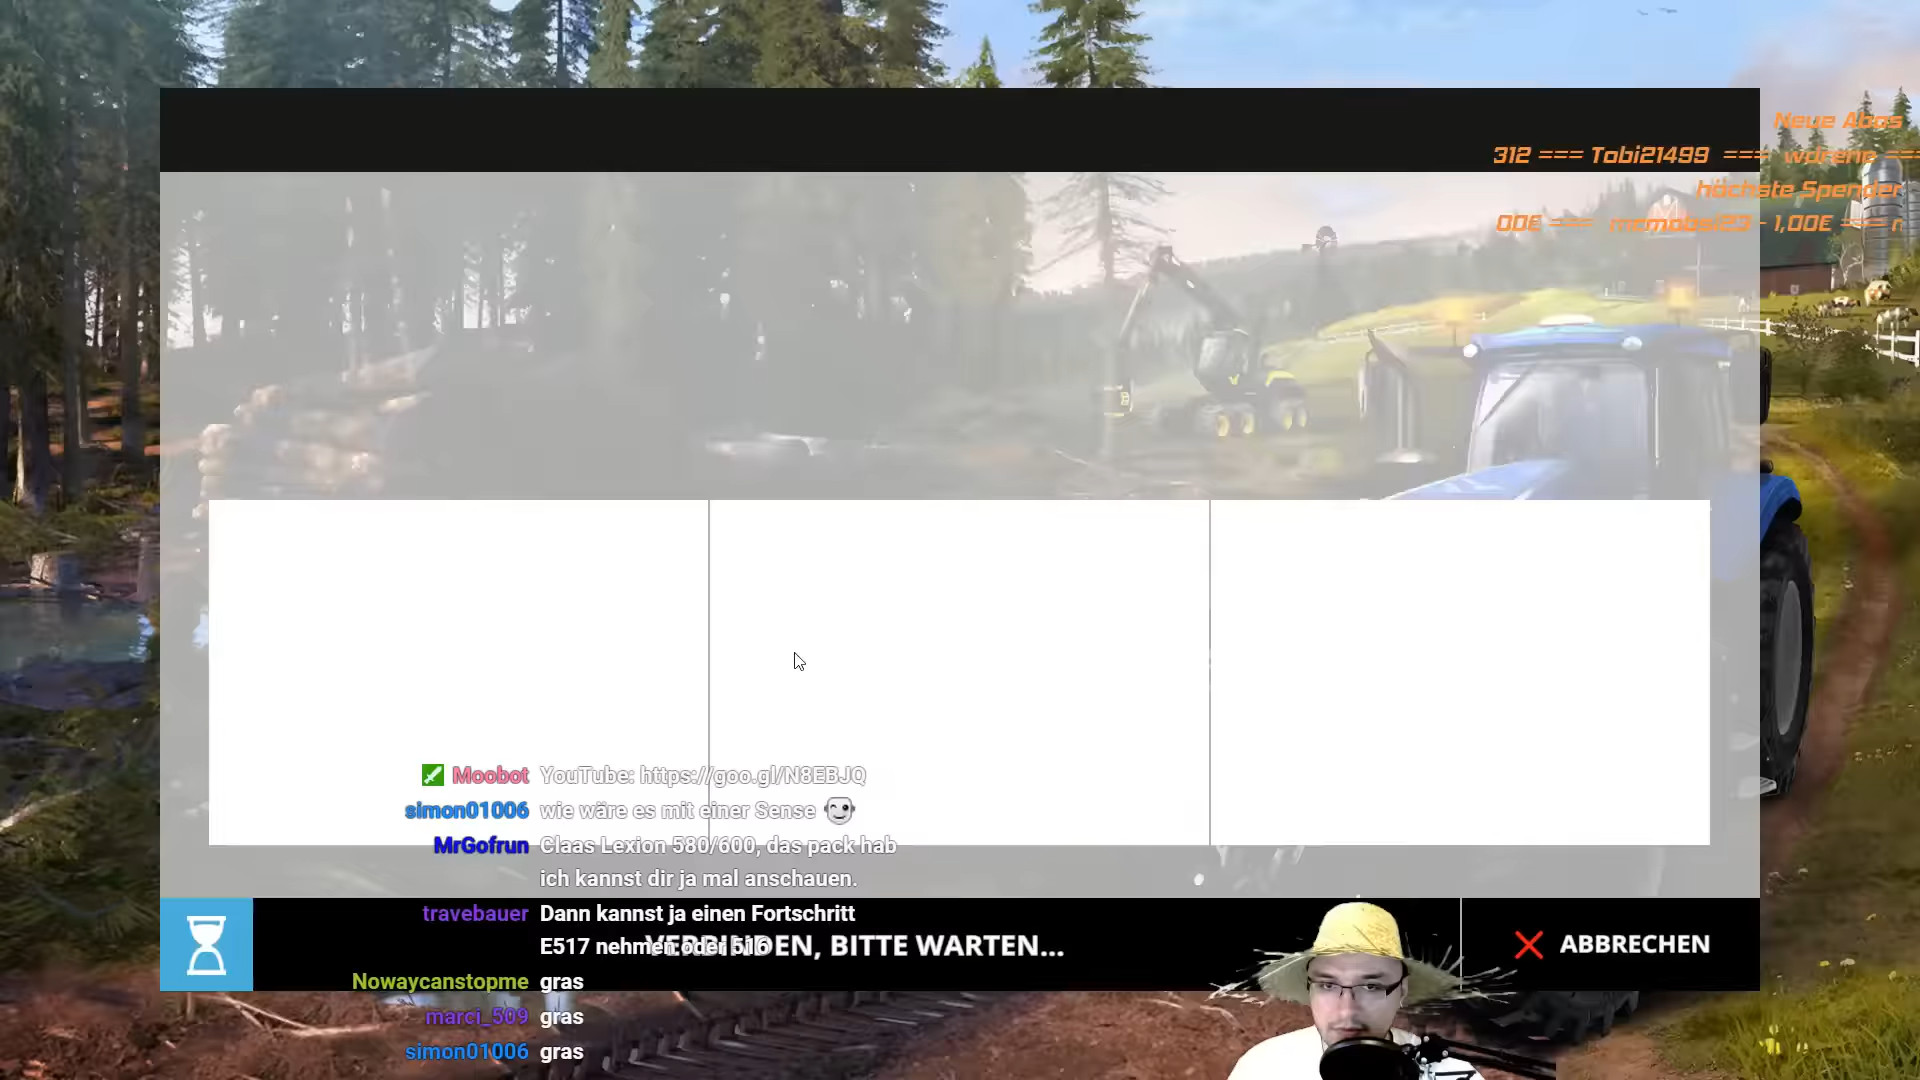 Neue Abos
312 === Tobi21499 === wdrene ===
höchste Spender
00€ === mcmobsi23 - 1,00€ ===
Moobot YouTube: https://goo.gl/N8EBJQ
simon01006 wie wäre es mit einer Sense
MrGofrun Claas Lexion 580/600, das pack hab
ich kannst dir ja mal anschauen.
travebauer Dann kannst ja einen Fortschritt
E517 nehmen oder 516
VERBINDEN, BITTE WARTEN...
ABBRECHEN
Nowaycanstopme gras
marci_509 gras
simon01006 gras